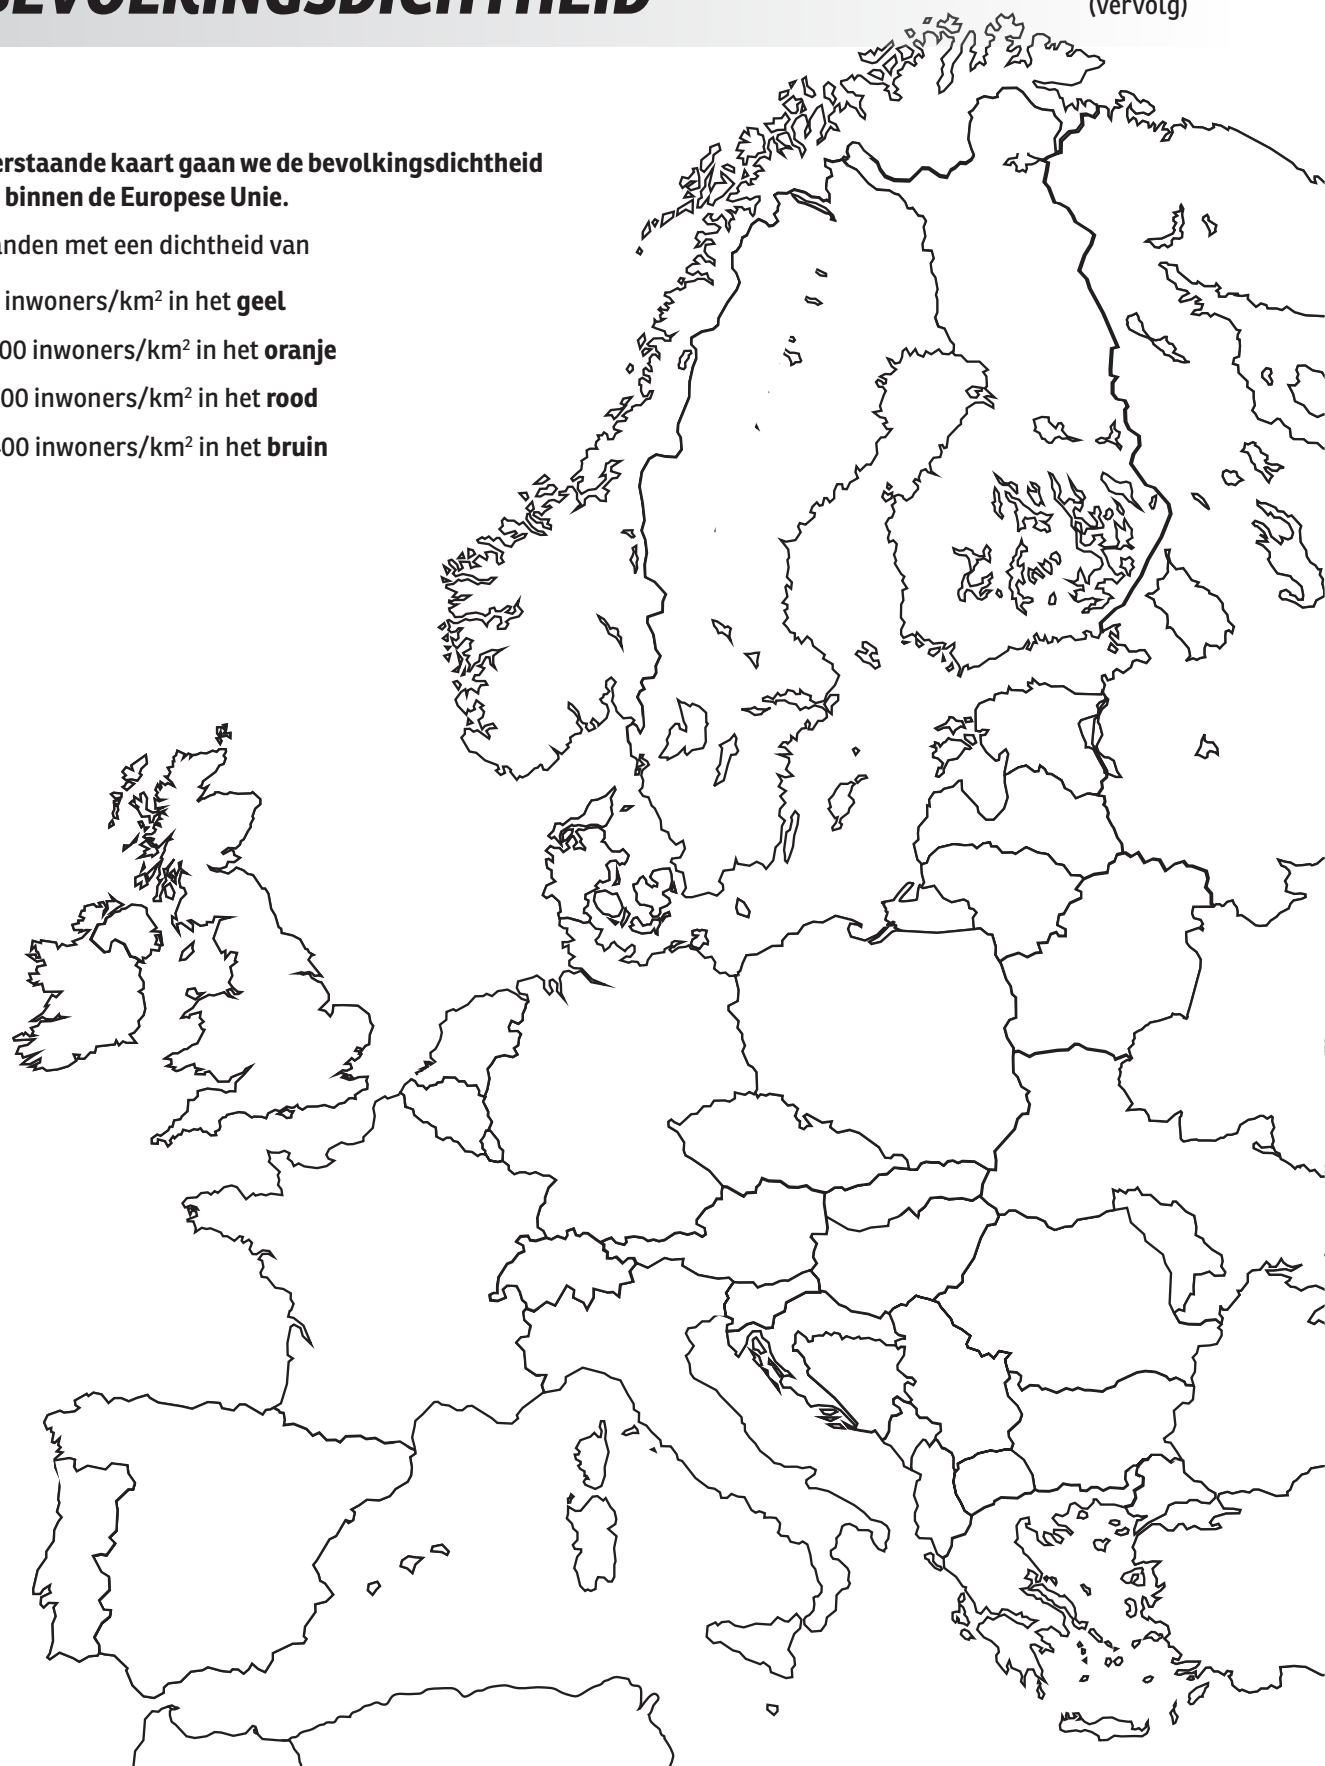 BEVOLKINGSDICHTHEID
(vervolg)
erstaande kaart gaan we de bevolkingsdichtheid
binnen de Europese Unie.
anden met een dichtheid van
inwoners/km² in het geel
00 inwoners/km² in het oranje
00 inwoners/km² in het rood
400 inwoners/km² in het bruin